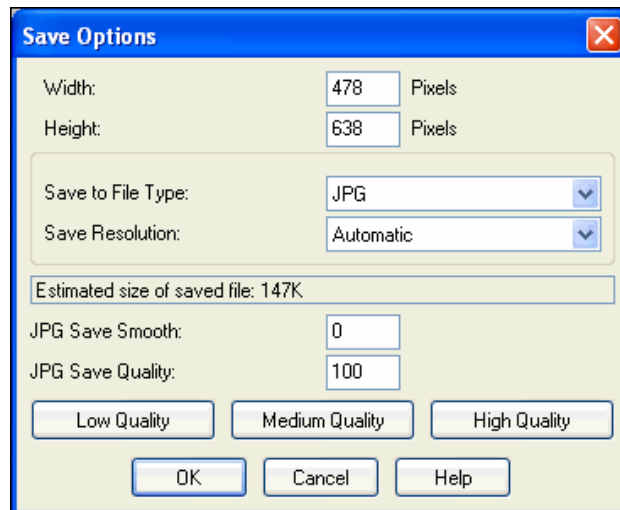 Save Options
Width: 478 Pixels
Height: 638 Pixels
Save to File Type: JPG
Save Resolution: Automatic
Estimated size of saved file: 147K
JPG Save Smooth: 0
JPG Save Quality: 100
Low Quality Medium Quality High Quality
OK Cancel Help